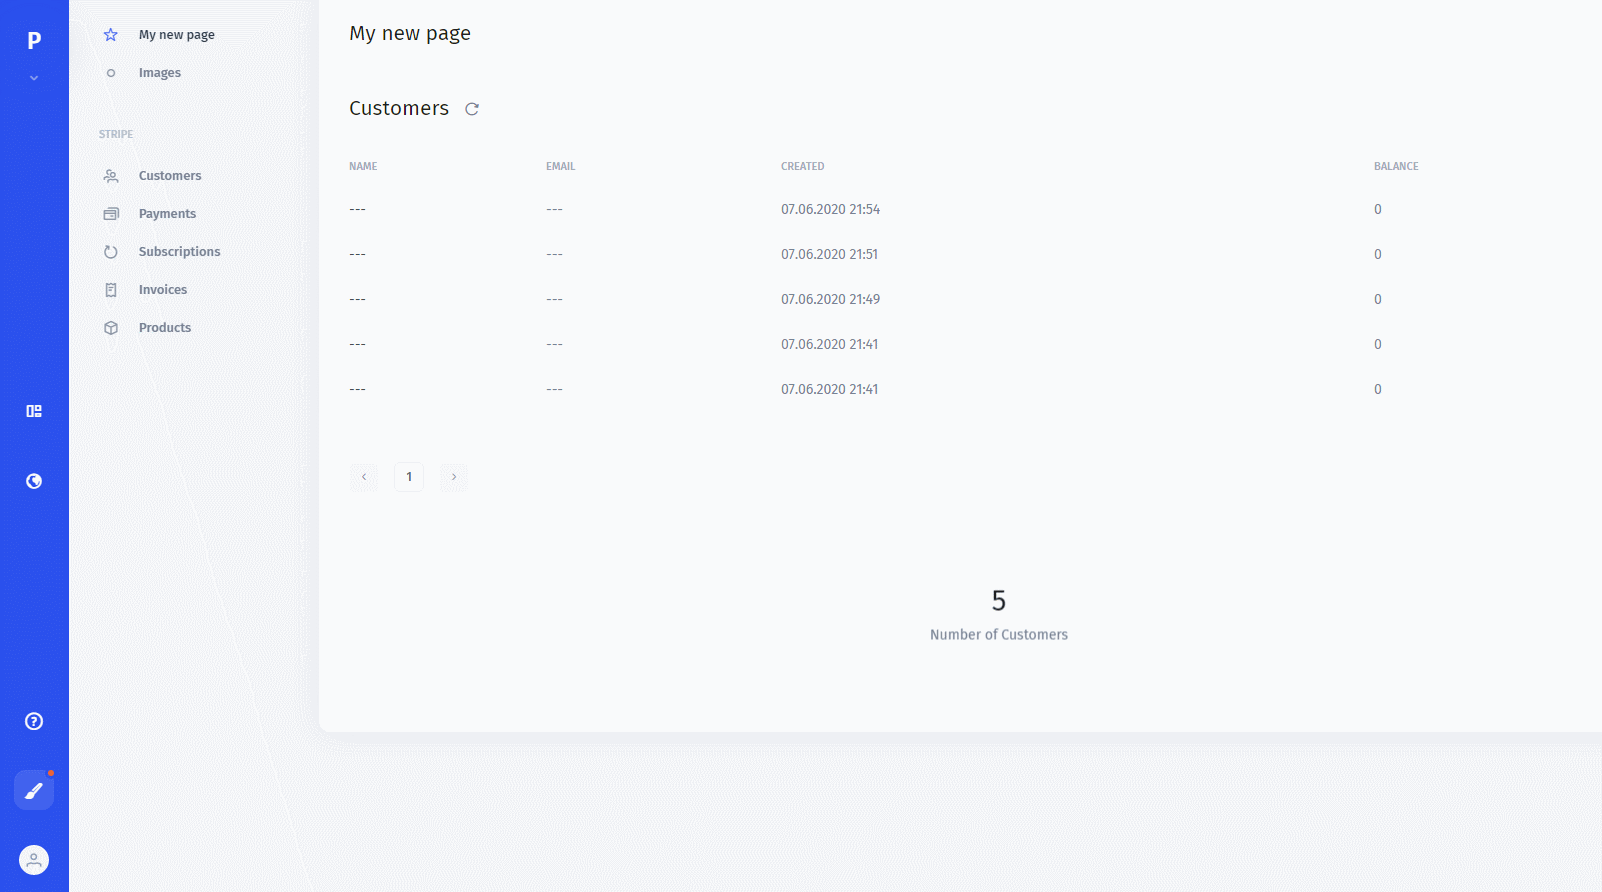 P
My new page
Images
STRIPE
Customers
Payments
Subscriptions
Invoices
Products
My new page
Customers
NAME EMAIL CREATED BALANCE
--- --- 07.06.2020 21:54 0
--- --- 07.06.2020 21:51 0
--- --- 07.06.2020 21:49 0
--- --- 07.06.2020 21:41 0
--- --- 07.06.2020 21:41 0
1
5
Number of Customers